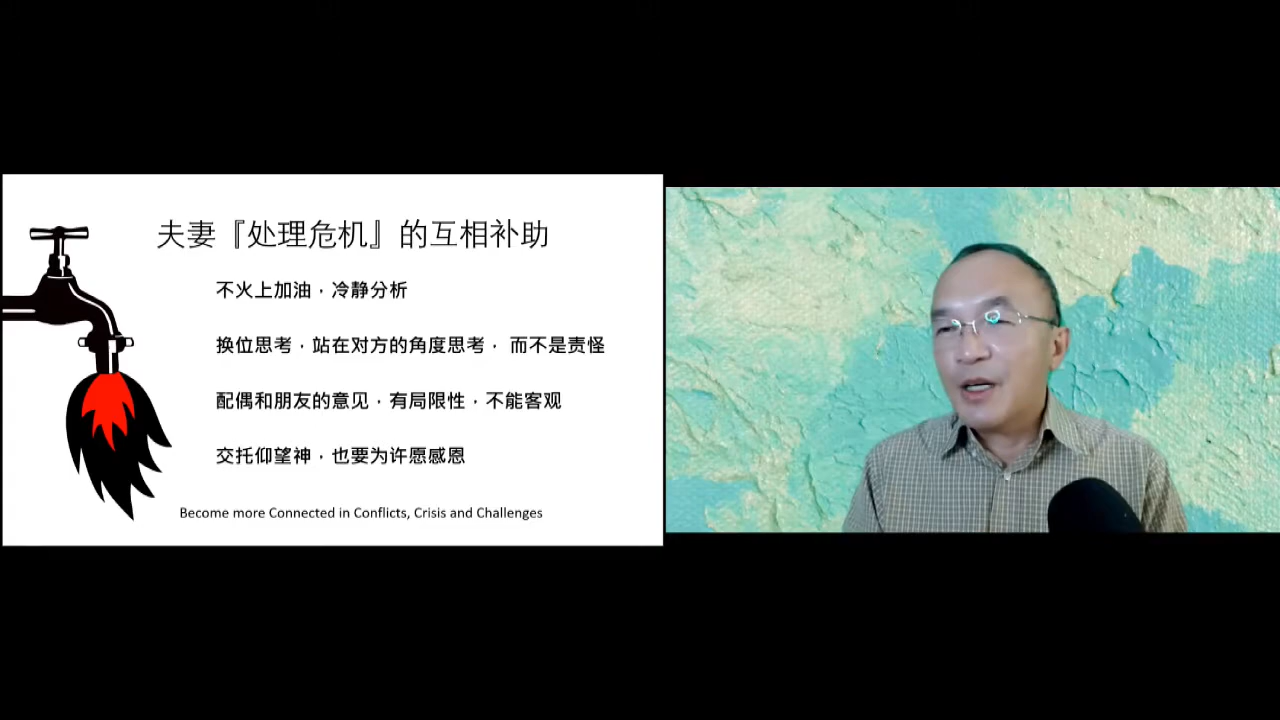 夫妻『处理危机』的互相补助
不火上加油，冷静分析
换位思考，站在对方的角度思考， 而不是责怪
配偶和朋友的意见，有局限性，不能客观
交托仰望神，也要为许愿感恩
Become more Connected in Conflicts, Crisis and Challenges